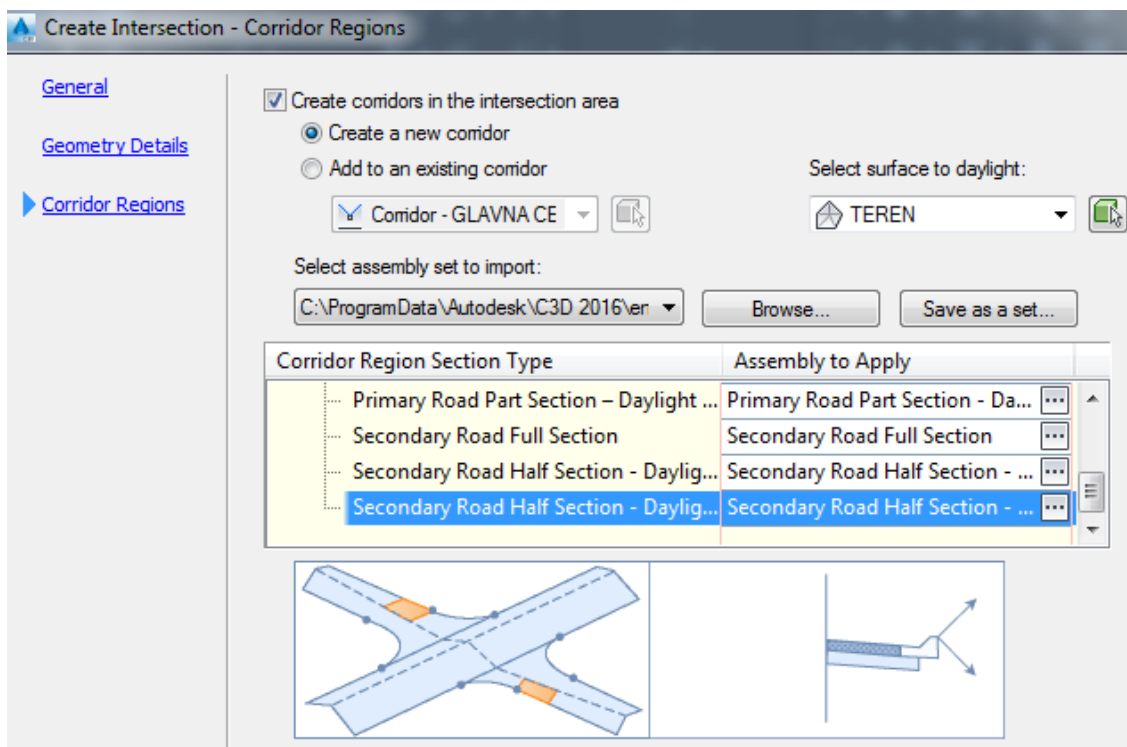 Create Intersection - Corridor Regions
General
Geometry Details
Corridor Regions
Create corridors in the intersection area
Create a new corridor
Add to an existing corridor
Corridor - GLAVNA CE
Select surface to daylight:
TEREN
Select assembly set to import:
C:\ProgramData\Autodesk\C3D 2016\er
Browse...
Save as a set...
Corridor Region Section Type Assembly to Apply
Primary Road Part Section – Daylight ... Primary Road Part Section - Da... ...
Secondary Road Full Section Secondary Road Full Section ...
Secondary Road Half Section - Daylig... Secondary Road Half Section - ... ...
Secondary Road Half Section - Daylig... Secondary Road Half Section - ... ...